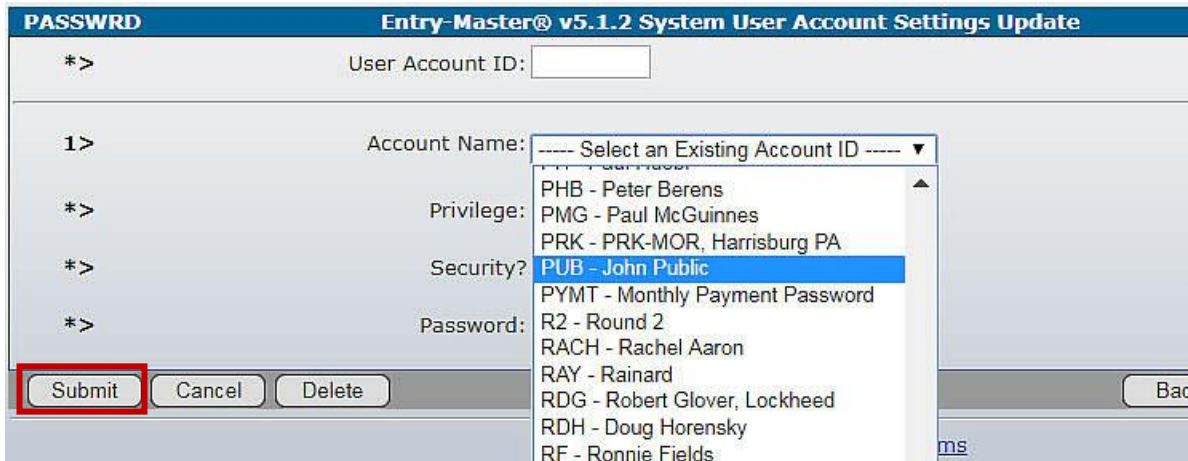 PASSWRD Entry-Master® v5.1.2 System User Account Settings Update
*> User Account ID:
1> Account Name: ----- Select an Existing Account ID ----- ▼
PHB - Peter Berens
*> Privilege: PMG - Paul McGuinnes
PRK - PRK-MOR, Harrisburg PA
*> Security? PUB - John Public
PYMT - Monthly Payment Password
*> Password: R2 - Round 2
RACH - Rachel Aaron
RAY - Rainard
Submit Cancel Delete RDG - Robert Glover, Lockheed Bac
RDH - Doug Horensky
RF - Ronnie Fields ms